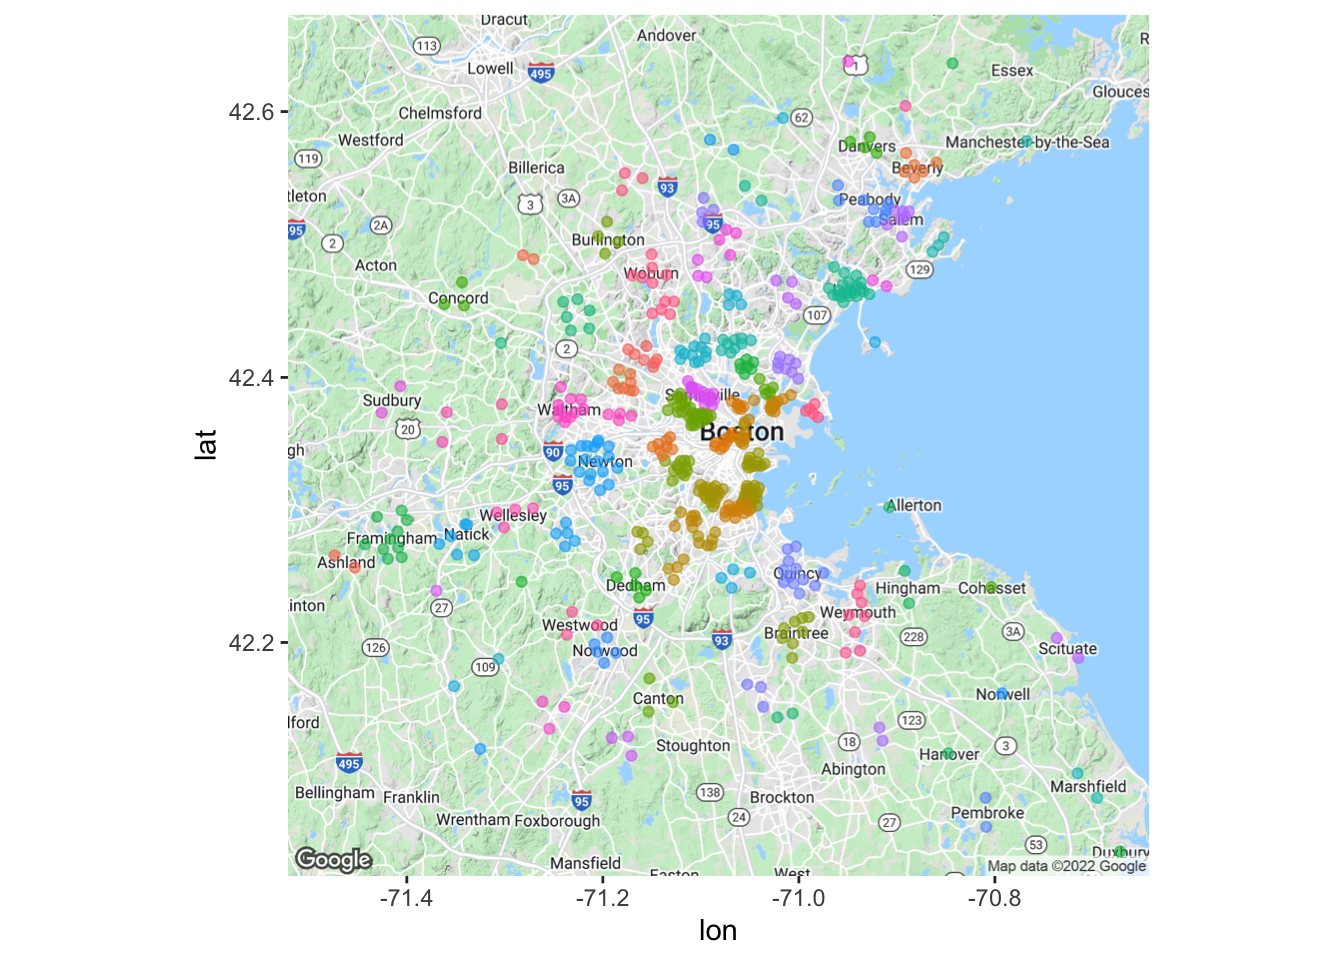 Dracut
113
Andover
R
Lowell
495
1
Essex
Glouces
42.6
Chelmsford
62
Westford
Danvers
Manchester-by-the-Sea
119
Billerica
93
Beverly
tleton
3
3A
Peabody
95
2A
95
Salem
2
Burlington
Acton
Woburn
129
Concord
107
2
42.4
Sudbury
Waltham
20
Boston
gh
90
Newton
95
lat
Wellesley
Allerton
Framingham
Natick
Ashland
Quincy
Dedham
Hingham
Cohasset
inton
27
95
Weymouth
Westwood
93
Braintree
228
3A
42.2
126
Norwood
Scituate
109
Canton
Norwell
lford
123
Stoughton
18
Hanover
3
495
Abington
Bellingham
Franklin
138
Brockton
Marshfield
95
24
27
Pembroke
Wrentham
Foxborough
53
Duxbury
Google
Mansfield
Easton
West
Map data ©2022 Google
-71.4
-71.2
-71.0
-70.8
lon